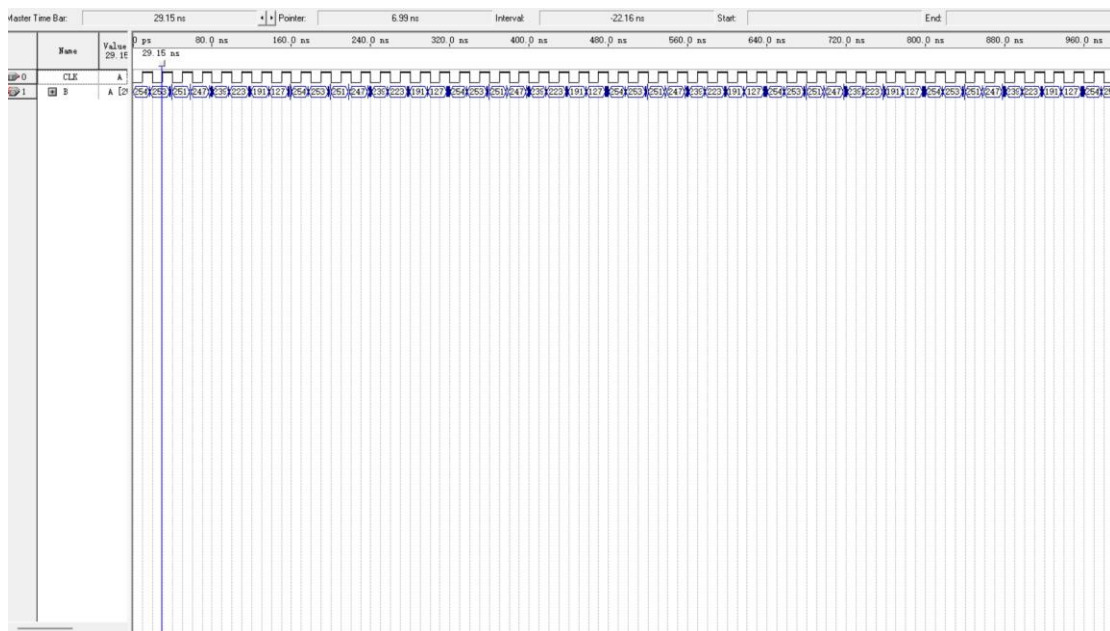 Master Time Bar: 29.15 ns Pointer: 6.99 ns Interval: -22.16 ns Start: End:
Name Value 29.15 0 ps 80.0 ns 160.0 ns 240.0 ns 320.0 ns 400.0 ns 480.0 ns 560.0 ns 640.0 ns 720.0 ns 800.0 ns 880.0 ns 960.0 ns
29.15 ns
0 CLK A
1 B A [2 254 253 251 247 239 223 191 127 254 253 251 247 239 223 191 127 254 253 251 247 239 223 191 127 254 253 251 247 239 223 191 127 254 253 251 247 239 223 191 127 254 253 251 247 239 223 191 127 254